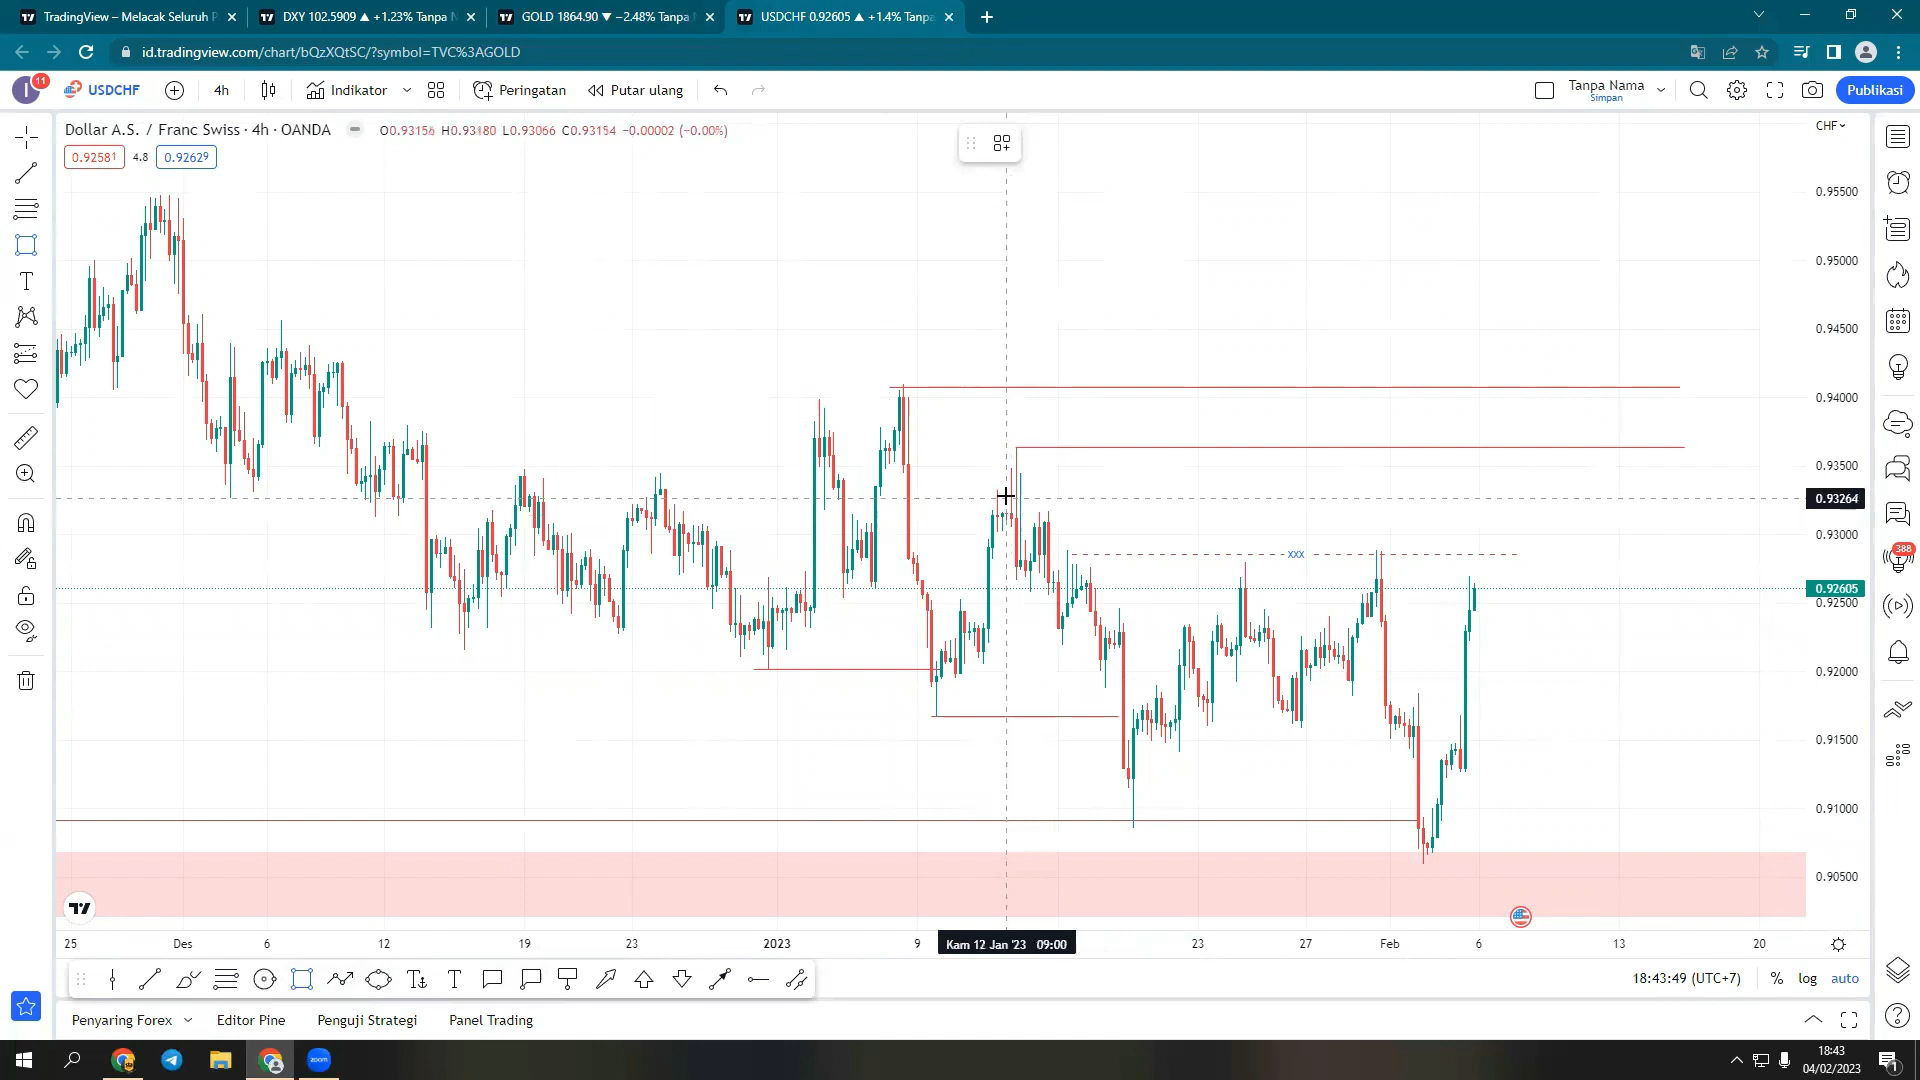 TradingView – Melacak Seluruh P
DXY 102.5909 ▲ +1.23% Tanpa N
GOLD 1864.90 ▼ −2.48% Tanpa
USDCHF 0.92605 ▲ +1.4% Tanpa
id.tradingview.com/chart/bQzXQtSC/?symbol=TVC%3AGOLD
I
11
USDCHF
4h
Indikator
Peringatan
Putar ulang
Tanpa Nama
Simpan
Publikasi
Dollar A.S. / Franc Swiss · 4h · OANDA
O0.93156 H0.93180 L0.93066 C0.93154 −0.00002 (−0.00%)
0.92581
4.8
0.92629
CHF
0.95500
0.95000
0.94500
0.94000
0.93500
0.93264
0.93000
xxx
0.92605
0.92500
0.92000
0.91500
0.91000
0.90500
388
25 Des 6 12 19 23 2023 9 Kam 12 Jan '23 09:00 23 27 Feb 6 13 20
18:43:49 (UTC+7)
% log auto
Penyaring Forex
Editor Pine
Penguji Strategi
Panel Trading
zoom
18:43
04/02/2023
1